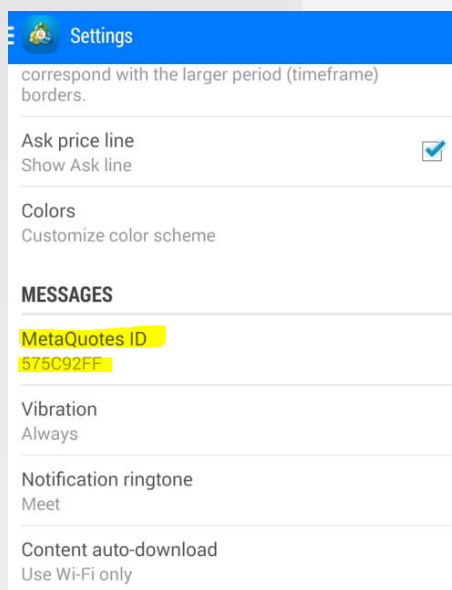 Settings
correspond with the larger period (timeframe)
borders.
Ask price line
Show Ask line
Colors
Customize color scheme
MESSAGES
MetaQuotes ID
575C92FF
Vibration
Always
Notification ringtone
Meet
Content auto-download
Use Wi-Fi only